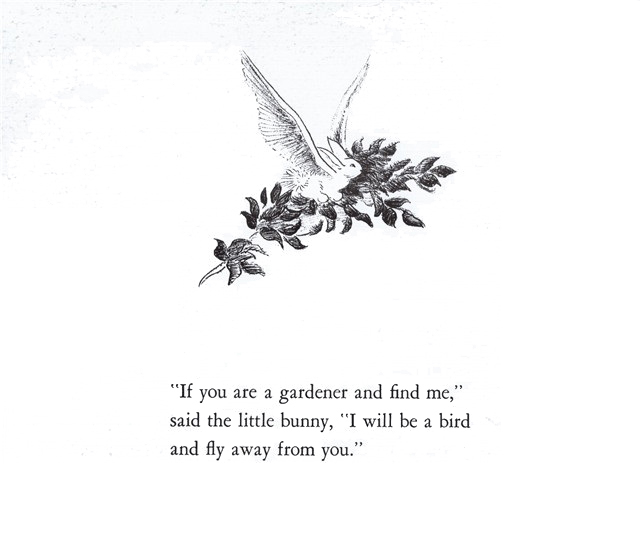 "If you are a gardener and find me,"
said the little bunny, "I will be a bird
and fly away from you."